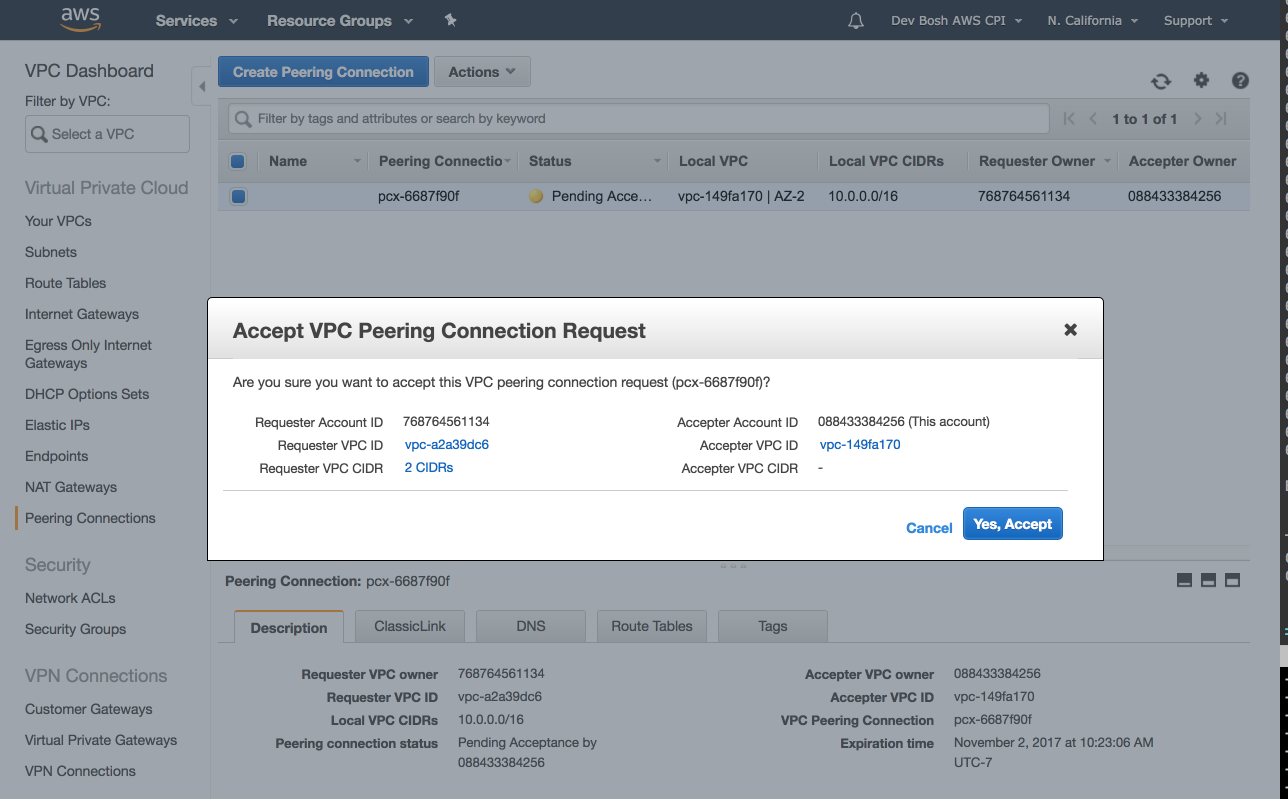 aws
Services
Resource Groups
Dev Bosh AWS CPI
N. California
Support
VPC Dashboard
Filter by VPC:
Select a VPC
Virtual Private Cloud
Your VPCs
Subnets
Route Tables
Internet Gateways
Egress Only Internet
Gateways
DHCP Options Sets
Elastic IPs
Endpoints
NAT Gateways
Peering Connections
Security
Network ACLs
Security Groups
VPN Connections
Customer Gateways
Virtual Private Gateways
VPN Connections
Create Peering Connection
Actions
Filter by tags and attributes or search by keyword
1 to 1 of 1
Name Peering Connectio Status Local VPC Local VPC CIDRs Requester Owner Accepter Owner
pcx-6687f90f Pending Acce... vpc-149fa170 | AZ-2 10.0.0.0/16 768764561134 088433384256
Accept VPC Peering Connection Request
Are you sure you want to accept this VPC peering connection request (pcx-6687f90f)?
Requester Account ID 768764561134
Requester VPC ID vpc-a2a39dc6
Requester VPC CIDR 2 CIDRs
Accepter Account ID 088433384256 (This account)
Accepter VPC ID vpc-149fa170
Accepter VPC CIDR -
Cancel
Yes, Accept
Peering Connection: pcx-6687f90f
Description
ClassicLink
DNS
Route Tables
Tags
Requester VPC owner 768764561134
Requester VPC ID vpc-a2a39dc6
Local VPC CIDRs 10.0.0.0/16
Peering connection status Pending Acceptance by
088433384256
Accepter VPC owner 088433384256
Accepter VPC ID vpc-149fa170
VPC Peering Connection pcx-6687f90f
Expiration time November 2, 2017 at 10:23:06 AM
UTC-7